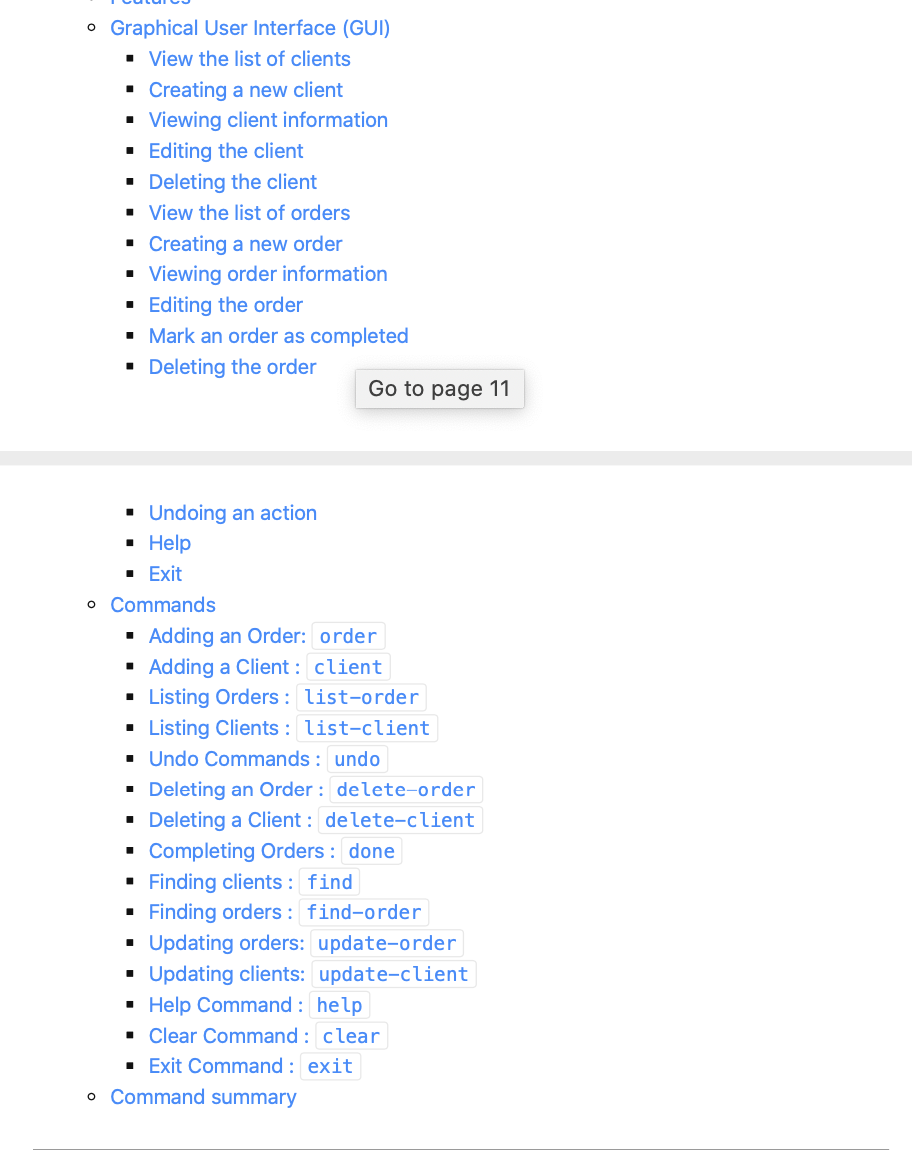 Features
Graphical User Interface (GUI)
View the list of clients
Creating a new client
Viewing client information
Editing the client
Deleting the client
View the list of orders
Creating a new order
Viewing order information
Editing the order
Mark an order as completed
Deleting the order
Go to page 11
Undoing an action
Help
Exit
Commands
Adding an Order: order
Adding a Client : client
Listing Orders : list-order
Listing Clients : list-client
Undo Commands : undo
Deleting an Order : delete-order
Deleting a Client : delete-client
Completing Orders : done
Finding clients : find
Finding orders : find-order
Updating orders: update-order
Updating clients: update-client
Help Command : help
Clear Command : clear
Exit Command : exit
Command summary